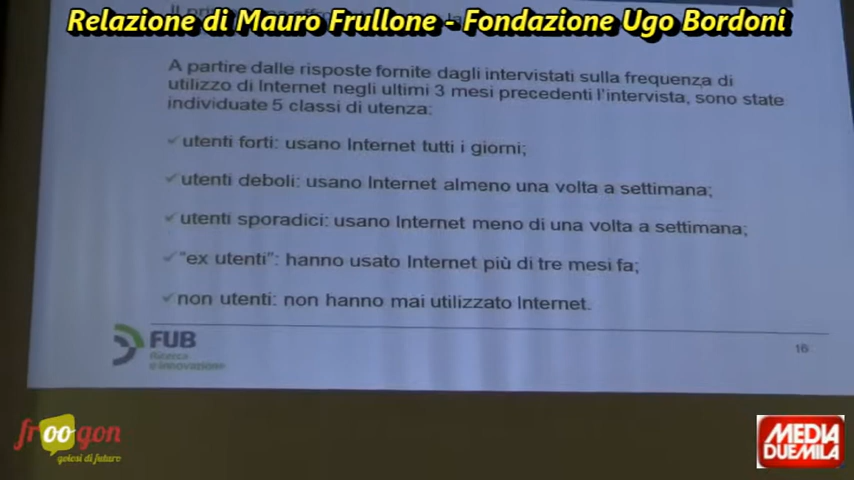 Relazione di Mauro Frullone - Fondazione Ugo Bordoni
A partire dalle risposte fornite dagli intervistati sulla frequenza di
utilizzo di Internet negli ultimi 3 mesi precedenti l'intervista, sono state
individuate 5 classi di utenza:
✓ utenti forti: usano Internet tutti i giorni;
✓ utenti deboli: usano Internet almeno una volta a settimana;
✓ utenti sporadici: usano Internet meno di una volta a settimana;
✓ "ex utenti": hanno usato Internet più di tre mesi fa;
✓ non utenti: non hanno mai utilizzato Internet.
FUB
Ricerca
e innovazione
16
froogon
golosi di futuro
MEDIA
DUEMILA